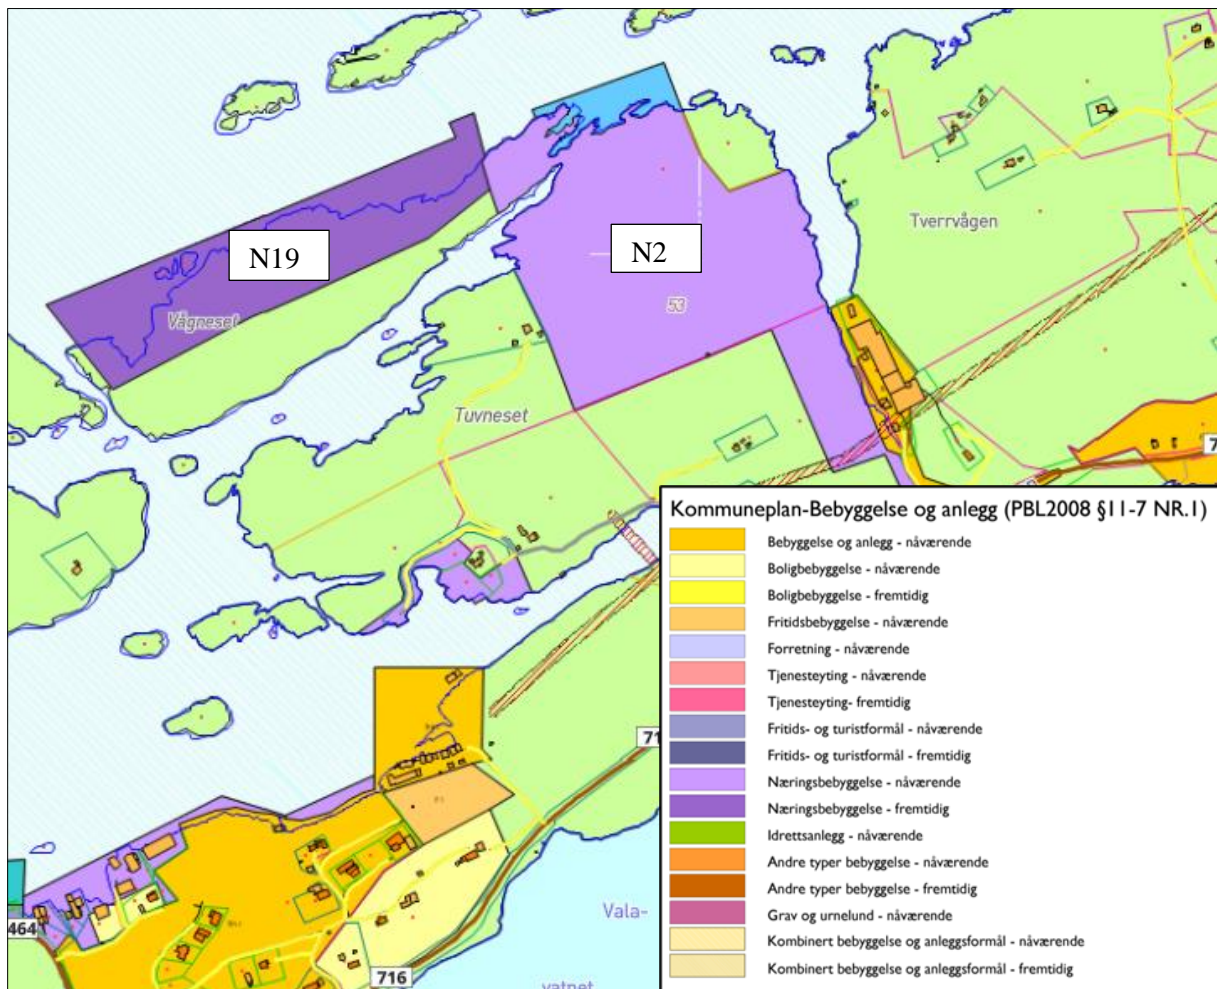 Tverrvågen
N19
N2
53
Vågneset
Tuvneset
7
71
Vala-
vatnet
464
716
Kommuneplan-Bebyggelse og anlegg (PBL2008 §11-7 NR.1)
Bebyggelse og anlegg - nåværende
Boligbebyggelse - nåværende
Boligbebyggelse - fremtidig
Fritidsbebyggelse - nåværende
Forretning - nåværende
Tjenesteyting - nåværende
Tjenesteyting- fremtidig
Fritids- og turistformål - nåværende
Fritids- og turistformål - fremtidig
Næringsbebyggelse - nåværende
Næringsbebyggelse - fremtidig
Idrettsanlegg - nåværende
Andre typer bebyggelse - nåværende
Andre typer bebyggelse - fremtidig
Grav og urnelund - nåværende
Kombinert bebyggelse og anleggsformål - nåværende
Kombinert bebyggelse og anleggsformål - fremtidig